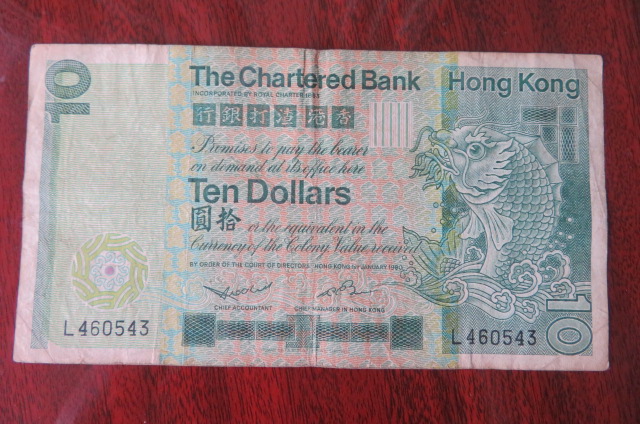 10
The Chartered Bank
Hong Kong
INCORPORATED BY ROYAL CHARTER 1853
行銀打渣港香
Promises to pay the bearer
on demand at its office here
Ten Dollars
圓拾 or the equivalent in the
Currency of the Colony Value received
BY ORDER OF THE COURT OF DIRECTORS HONG KONG 1ST JANUARY 1980
CHIEF ACCOUNTANT
CHIEF MANAGER IN HONG KONG
L460543
L460543
10